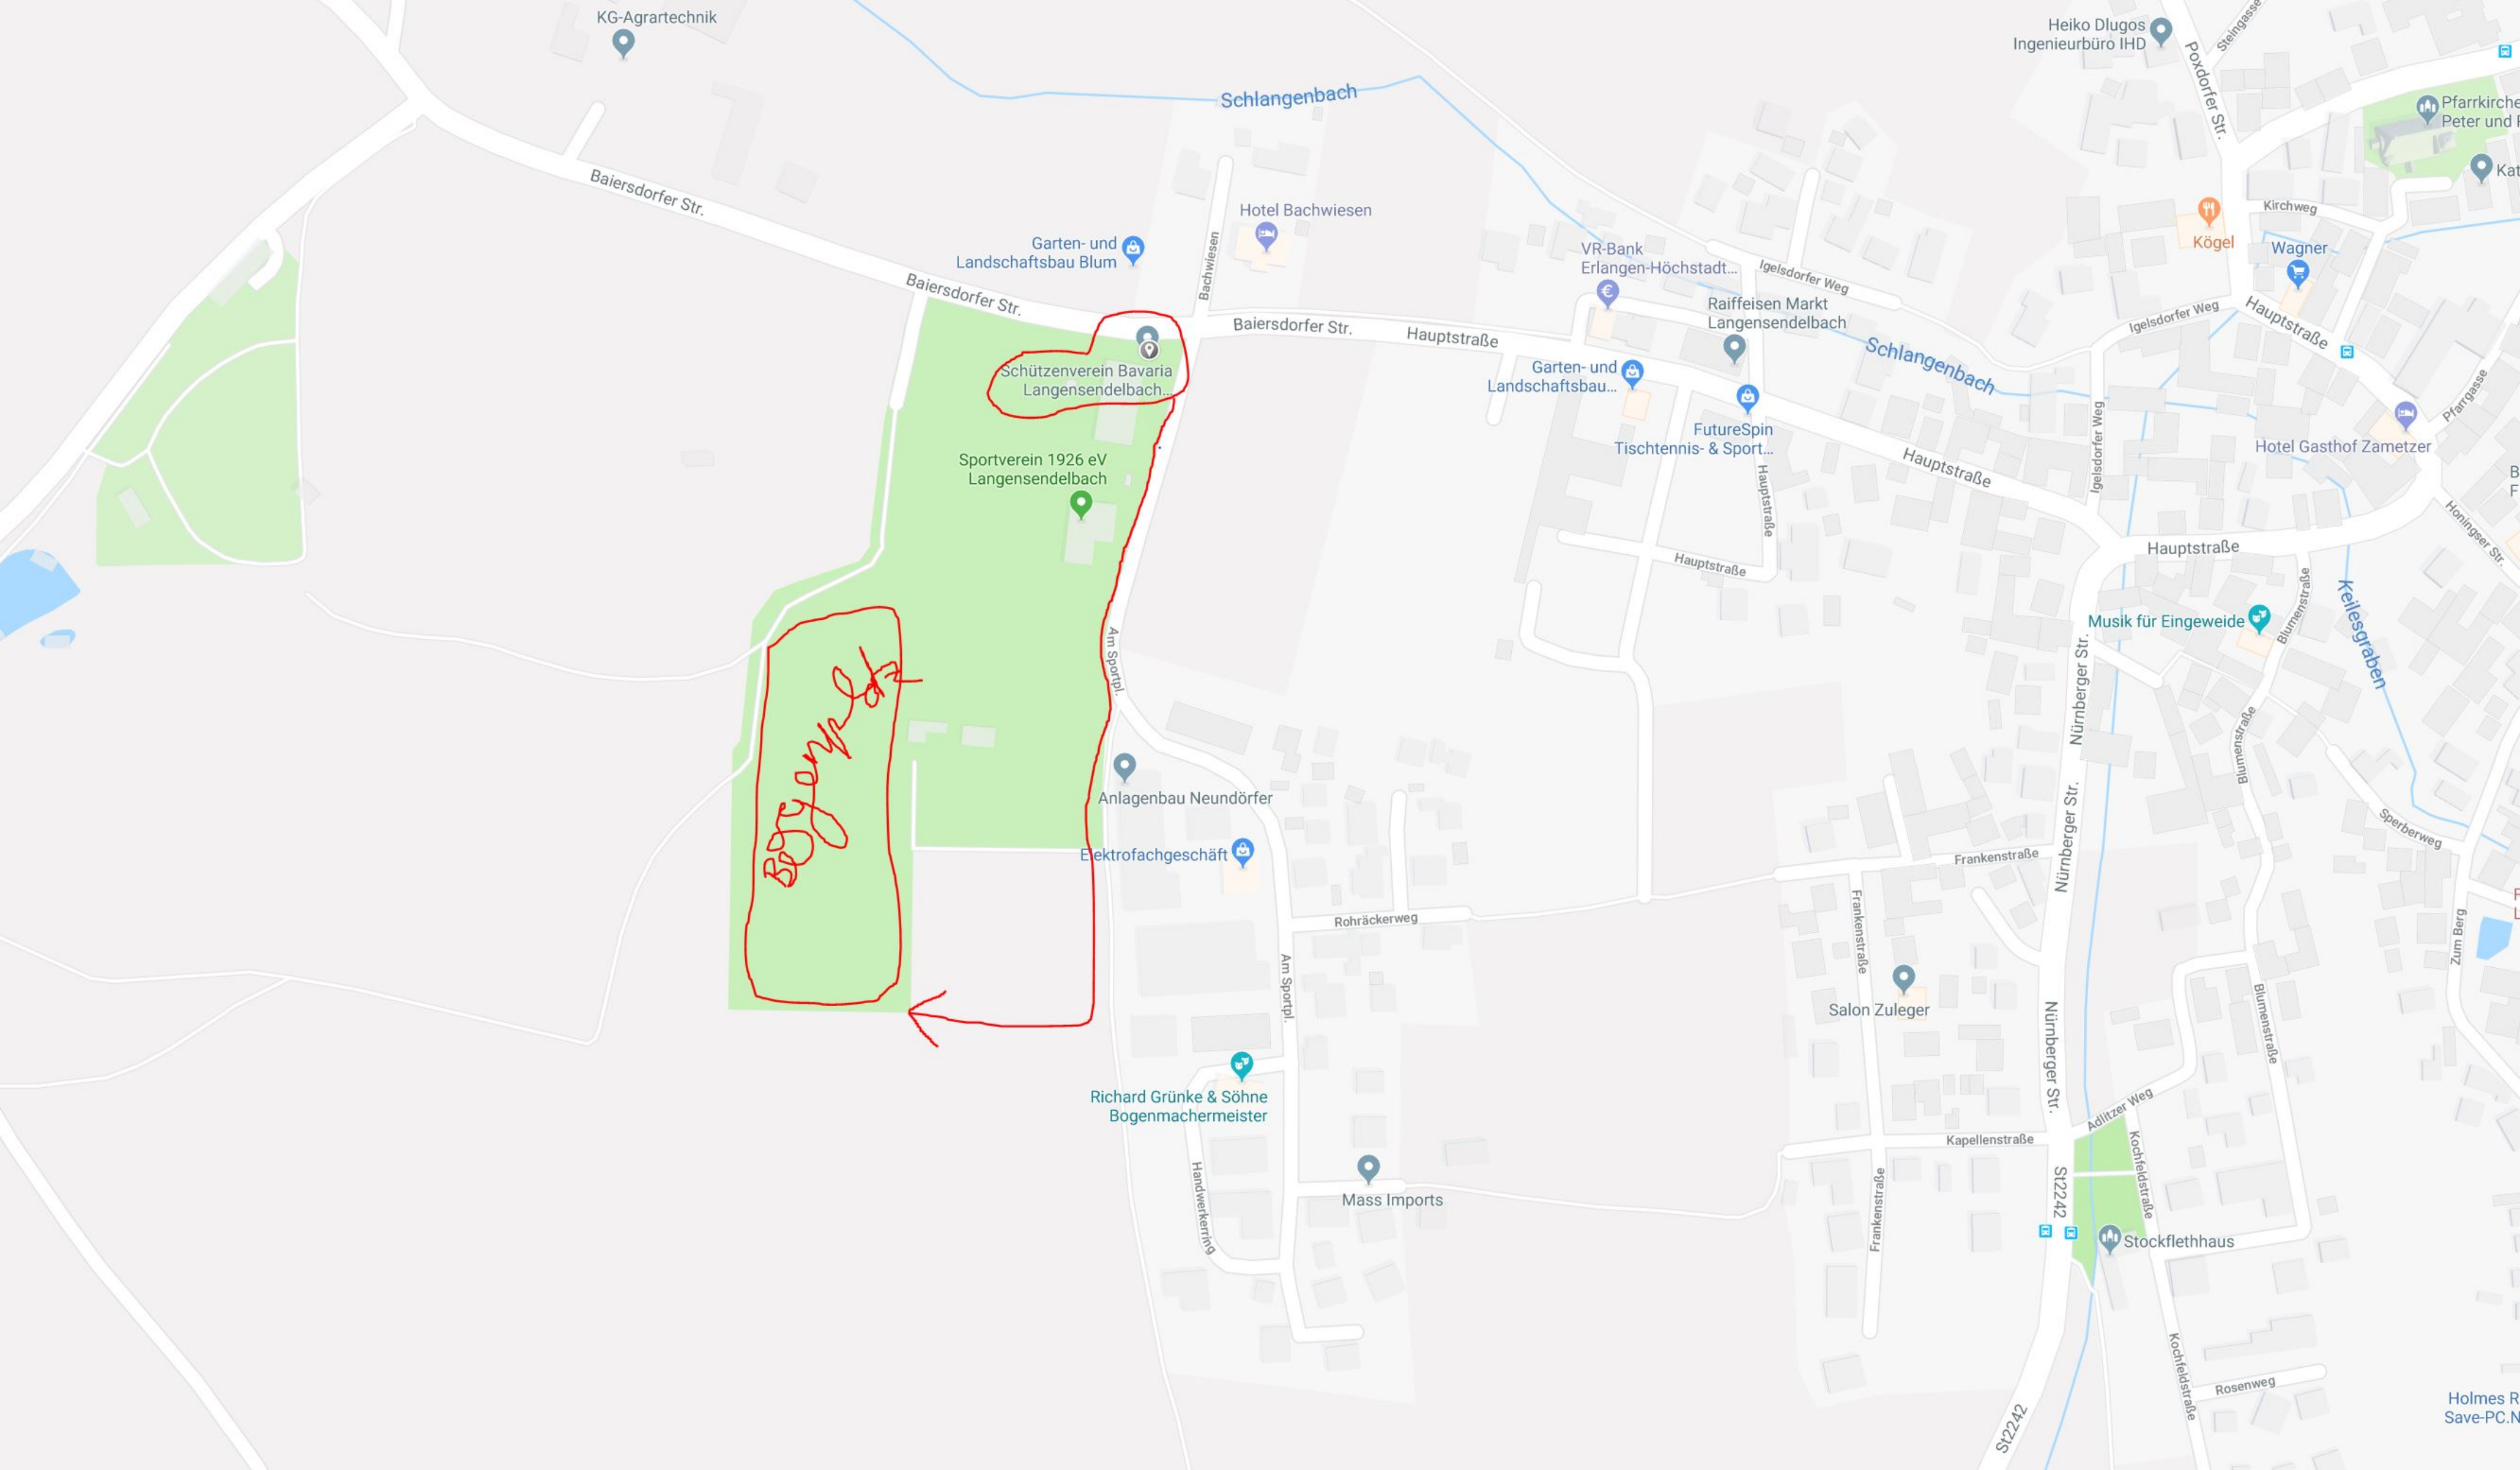 KG-Agrartechnik
Heiko Dlugos
Ingenieurbüro IHD
Steingasse
Poxdorfer Str.
Pfarrkirche
Peter und
Schlangenbach
Kat
Baiersdorfer Str.
Kirchweg
Hotel Bachwiesen
Kögel
Wagner
Garten- und
Landschaftsbau Blum
Bachwiesen
VR-Bank
Erlangen-Höchstadt...
Igelsdorfer Weg
Baiersdorfer Str.
Raiffeisen Markt
Langensendelbach
Igelsdorfer Weg
Hauptstraße
Baiersdorfer Str.
Hauptstraße
Schlangenbach
Schützenverein Bavaria
Langensendelbach...
Garten- und
Landschaftsbau...
Pfarrgasse
FutureSpin
Tischtennis- & Sport...
Igelsdorfer Weg
Hotel Gasthof Zametzer
Sportverein 1926 eV
Langensendelbach
Hauptstraße
Hauptstraße
B
F
Honingser Str.
Hauptstraße
Hauptstraße
Blumenstraße
Keilesgraben
Musik für Eingeweide
Am Sportpl.
Nürnberger Str.
Bogenplatz
Blumenstraße
Anlagenbau Neundörfer
Nürnberger Str.
Sperberweg
Elektrofachgeschäft
Frankenstraße
Rohräckerweg
Frankenstraße
Zum Berg
Am Sportpl.
Salon Zuleger
Blumenstraße
Nürnberger Str.
Richard Grünke & Söhne
Bogenmachermeister
Adlitzer Weg
Kapellenstraße
Kochfeldstraße
Handwerkerring
Mass Imports
Frankenstraße
St2242
Stockflethhaus
Kochfeldstraße
Rosenweg
Holmes R
Save-PC.N
St2242